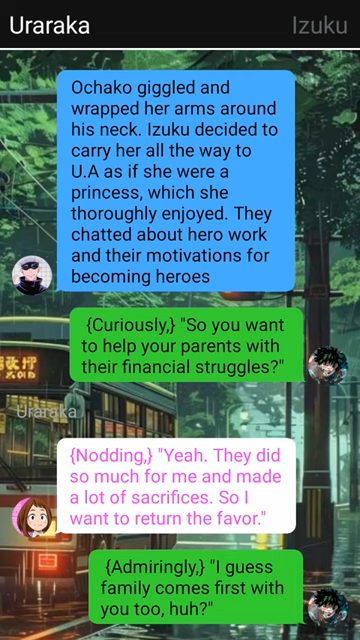 Uraraka Izuku
Ochako giggled and
wrapped her arms around
his neck. Izuku decided to
carry her all the way to
U.A as if she were a
princess, which she
thoroughly enjoyed. They
chatted about hero work
and their motivations for
becoming heroes
{Curiously,} "So you want
to help your parents with
their financial struggles?"
Uraraka
{Nodding,} "Yeah. They did
so much for me and made
a lot of sacrifices. So I
want to return the favor."
{Admiringly,} "I guess
family comes first with
you too, huh?"